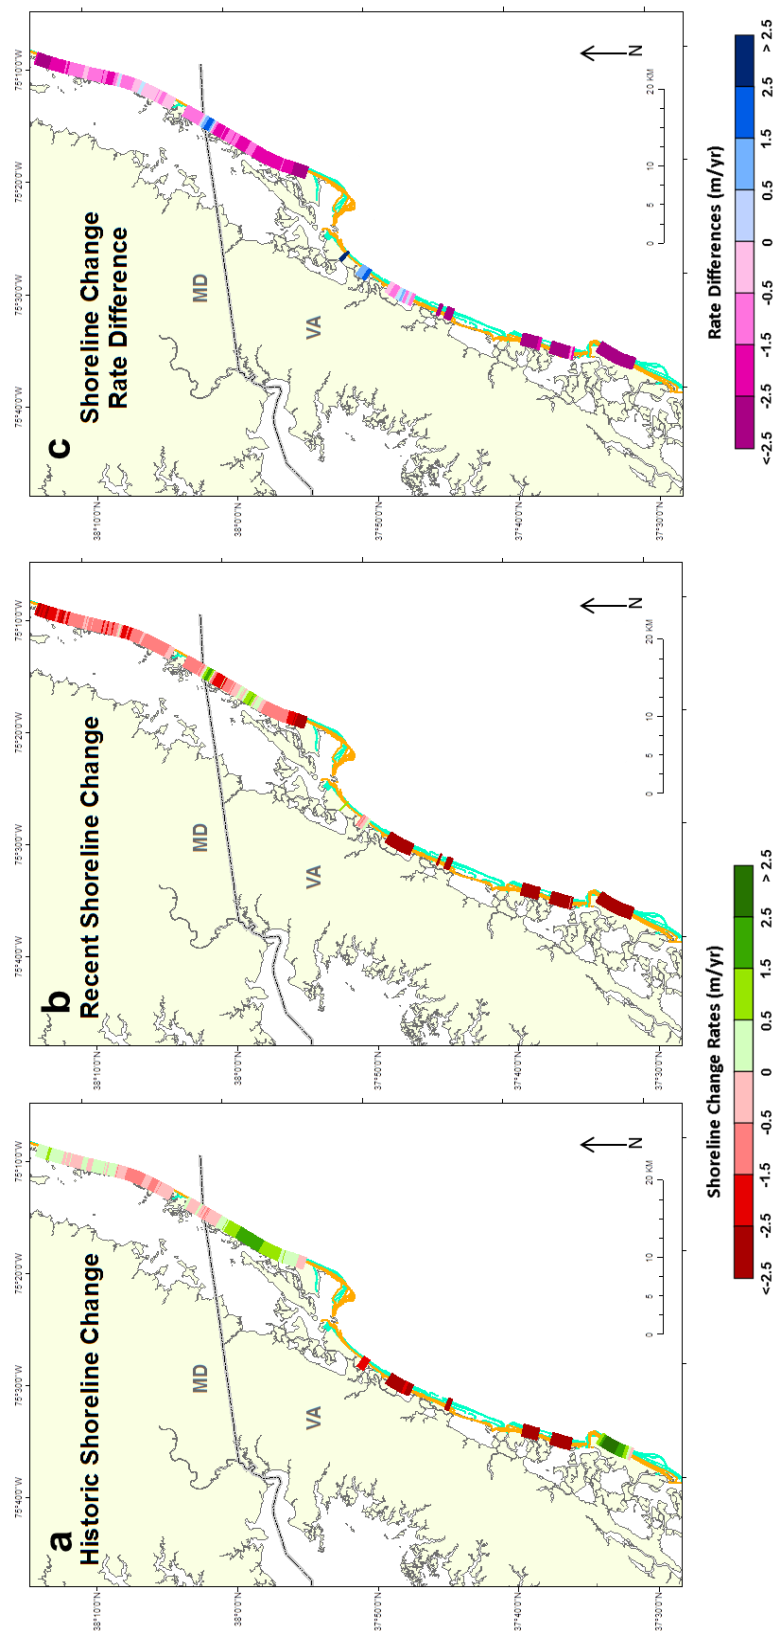 a
Historic Shoreline Change
75°40'0"W
75°30'0"W
75°20'0"W
75°10'0"W
38°10'0"N
38°0'0"N
37°50'0"N
37°40'0"N
37°30'0"N
MD
VA
0 5 10 20 KM
N
b
Recent Shoreline Change
75°40'0"W
75°30'0"W
75°20'0"W
75°10'0"W
38°10'0"N
38°0'0"N
37°50'0"N
37°40'0"N
37°30'0"N
MD
VA
0 5 10 20 KM
N
Shoreline Change Rates (m/yr)
<-2.5 -2.5 -1.5 -0.5 0 0.5 1.5 2.5 > 2.5
c
Shoreline Change
Rate Difference
75°40'0"W
75°30'0"W
75°20'0"W
75°10'0"W
38°10'0"N
38°0'0"N
37°50'0"N
37°40'0"N
37°30'0"N
MD
VA
0 5 10 20 KM
N
Rate Differences (m/yr)
<-2.5 -2.5 -1.5 -0.5 0 0.5 1.5 2.5 > 2.5